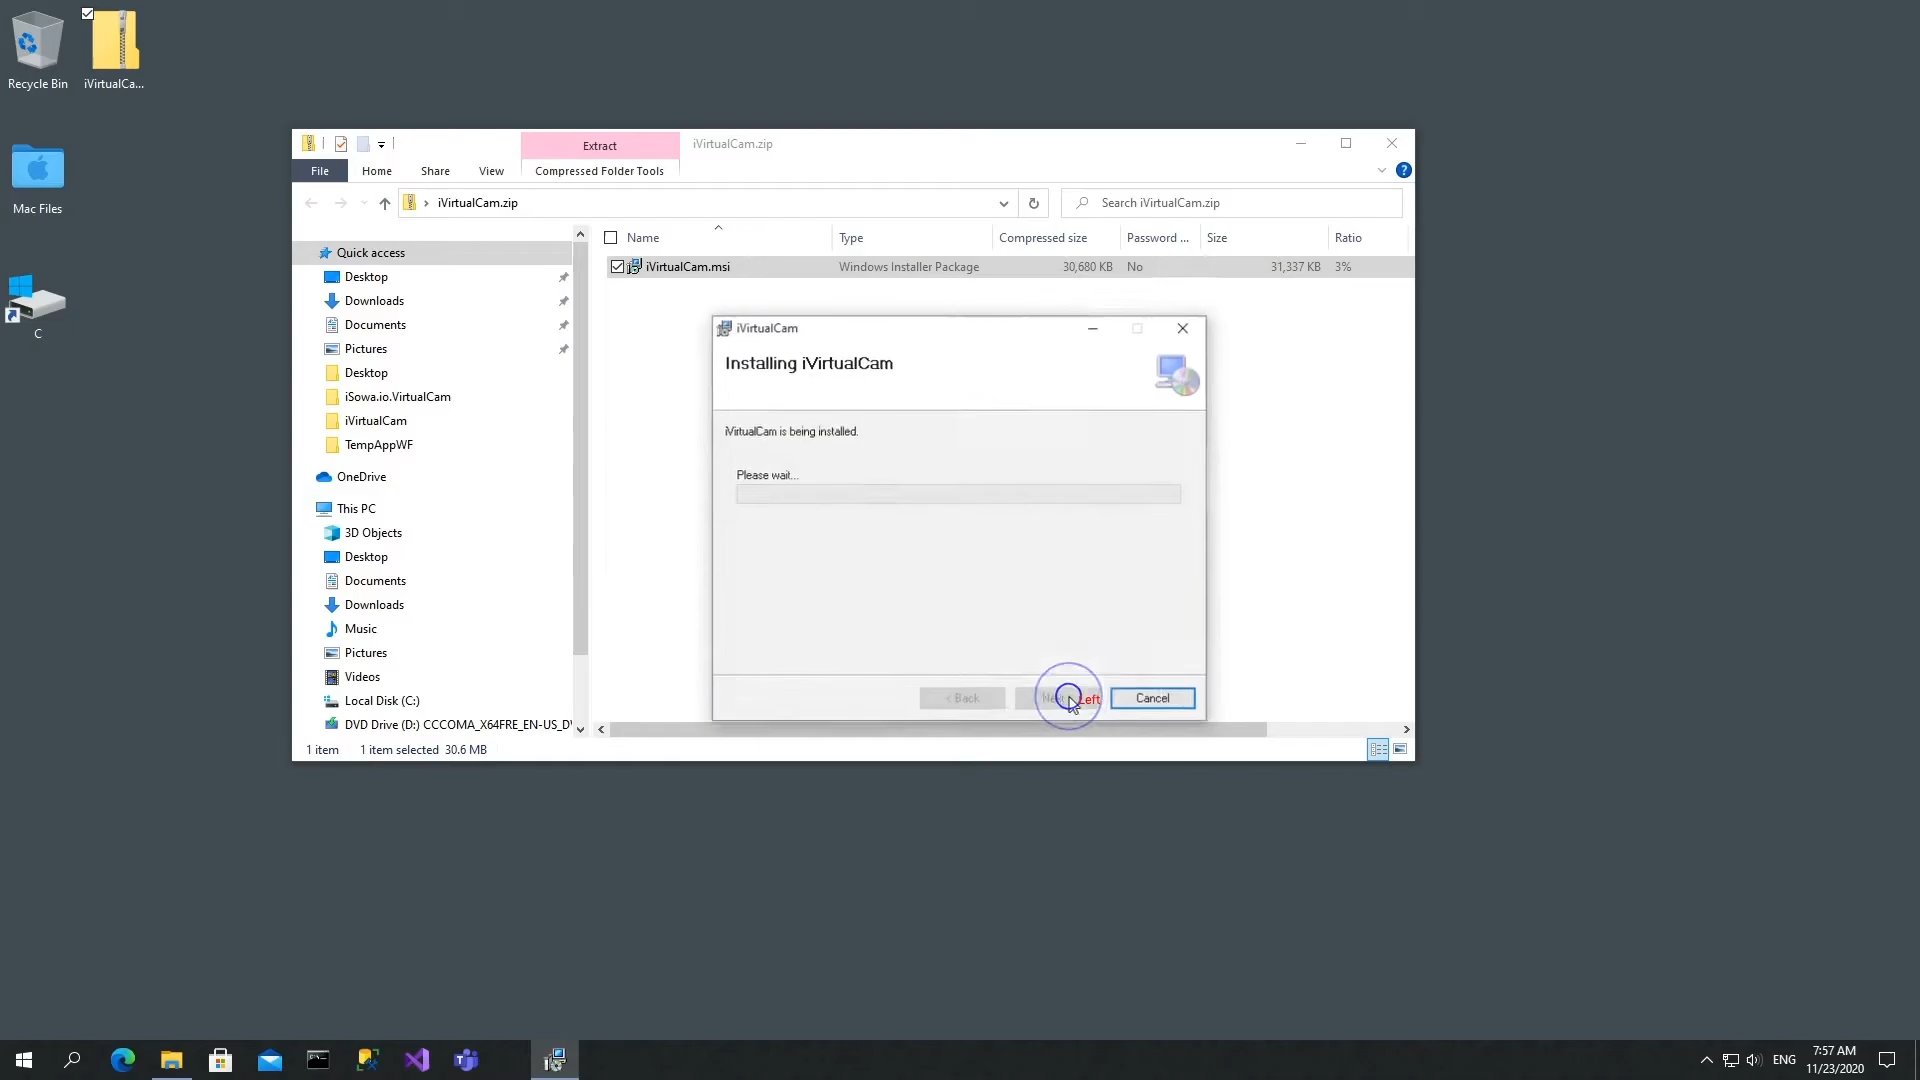 Recycle Bin
iVirtualCa...
Mac Files
C
Extract
iVirtualCam.zip
File
Home
Share
View
Compressed Folder Tools
iVirtualCam.zip
Search iVirtualCam.zip
Name
Type
Compressed size
Password ...
Size
Ratio
iVirtualCam.msi
Windows Installer Package
30,680 KB
No
31,337 KB
3%
Quick access
Desktop
Downloads
Documents
Pictures
Desktop
iSowa.io.VirtualCam
iVirtualCam
TempAppWF
OneDrive
This PC
3D Objects
Desktop
Documents
Downloads
Music
Pictures
Videos
Local Disk (C:)
DVD Drive (D:) CCCOMA_X64FRE_EN-US_D
iVirtualCam
Installing iVirtualCam
iVirtualCam is being installed.
Please wait...
< Back
Left
Cancel
1 item
1 item selected 30.6 MB
ENG
7:57 AM
11/23/2020